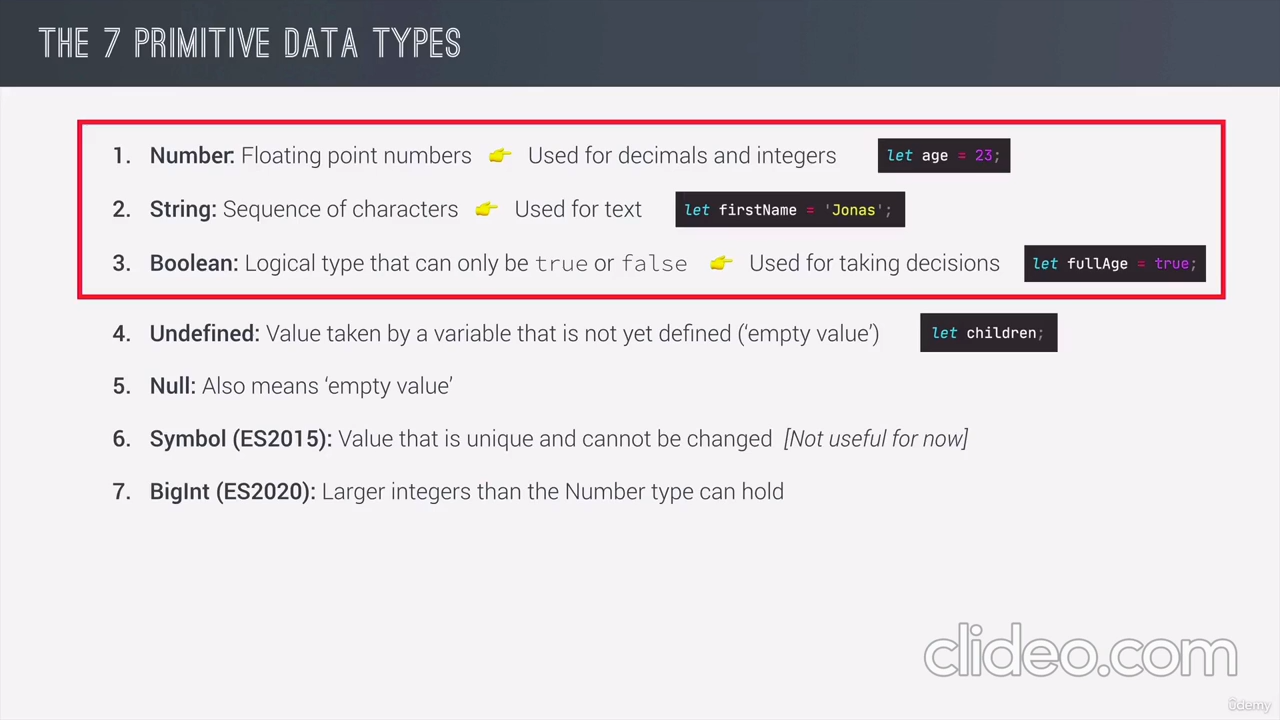 THE 7 PRIMITIVE DATA TYPES
1. Number: Floating point numbers 👉 Used for decimals and integers let age = 23;
2. String: Sequence of characters 👉 Used for text let firstName = 'Jonas';
3. Boolean: Logical type that can only be true or false 👉 Used for taking decisions let fullAge = true;
4. Undefined: Value taken by a variable that is not yet defined (‘empty value’) let children;
5. Null: Also means ‘empty value’
6. Symbol (ES2015): Value that is unique and cannot be changed [Not useful for now]
7. BigInt (ES2020): Larger integers than the Number type can hold
clideo.com
ûdemy